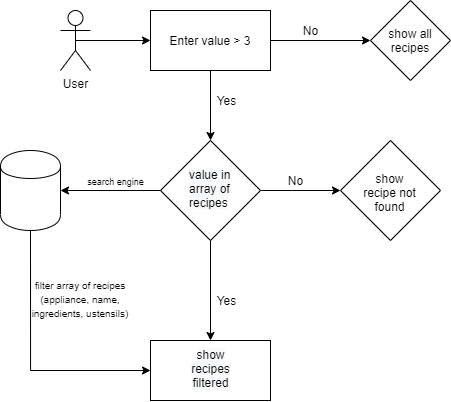 Enter value > 3
No
show all
recipes
User
Yes
value in
array of
recipes
search engine
No
show
recipe not
found
filter array of recipes
(appliance, name,
ingredients, ustensils)
Yes
show
recipes
filtered